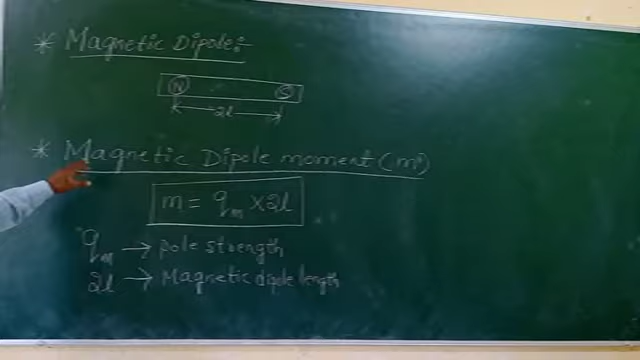 * Magnetic Dipole:-
N S
2l
* Magnetic Dipole moment (m)
m = qm × 2l
qm → pole strength
2l → Magnetic dipole length